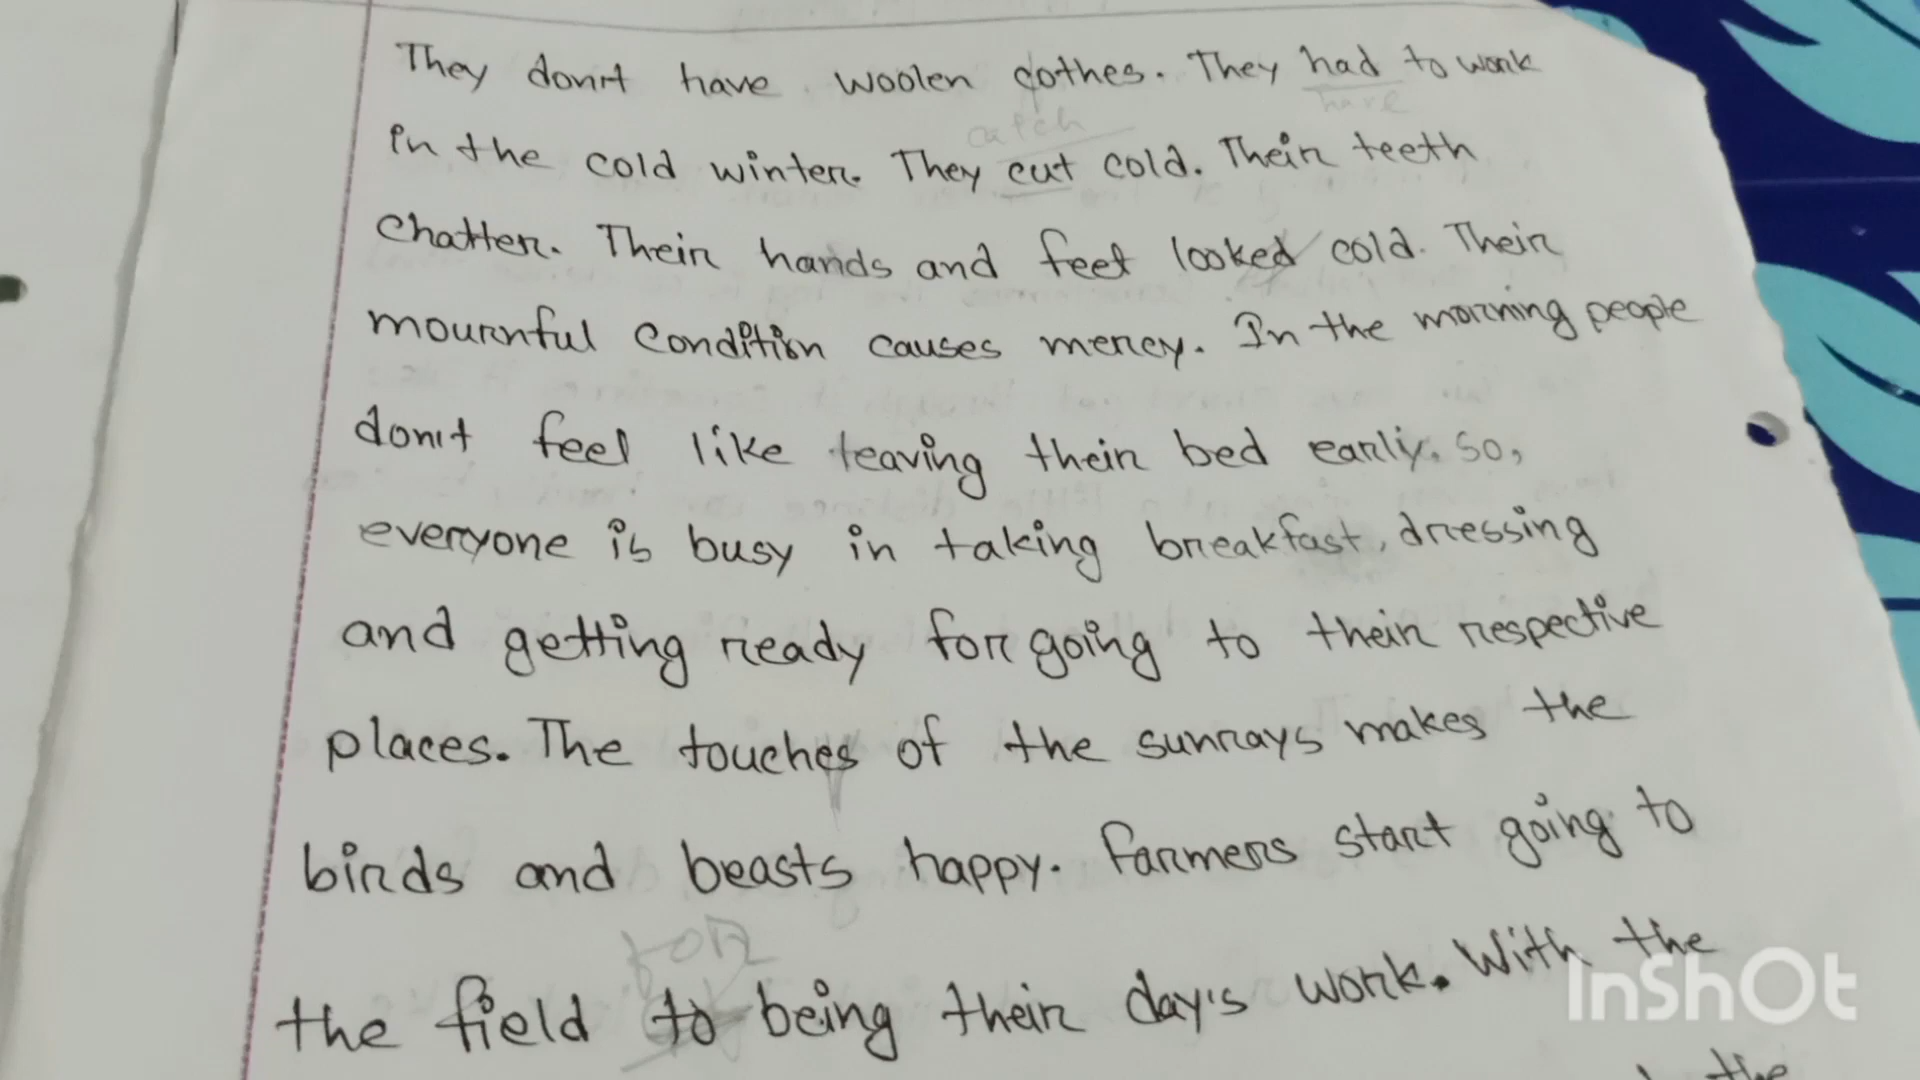 They don't have woolen clothes. They had to work
have
catch
in the cold winter. They cut cold. Their teeth
chatter. Their hands and feet looked cold. Their
mournful condition causes mercy. In the morning people
don't feel like leaving their bed early. So,
everyone is busy in taking breakfast, dressing
and getting ready for going to their respective
places. The touches of the sunrays makes the
birds and beasts happy. Farmers start going to
for
the field to being their day's work. With the
the
InShOt